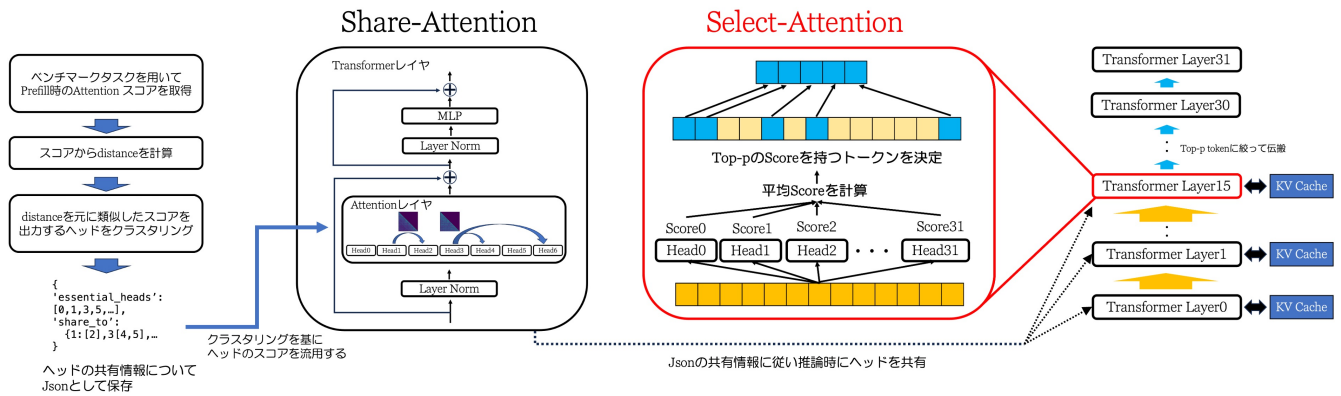 Share-Attention
Select-Attention
ベンチマークタスクを用いて
Prefill時のAttention スコアを取得
スコアからdistanceを計算
distanceを元に類似したスコアを
出力するヘッドをクラスタリング
{
'essential_heads':
[0,1,3,5,…],
'share_to':
{1:[2],3[4,5],…
}
ヘッドの共有情報について
Jsonとして保存
クラスタリングを基に
ヘッドのスコアを流用する
Transformerレイヤ
MLP
Layer Norm
Attentionレイヤ
Head0 Head1 Head2 Head3 Head4 Head5 Head6
Layer Norm
Top-pのScoreを持つトークンを決定
平均Scoreを計算
Score0 Score1 Score2 Score31
Head0 Head1 Head2 ・・・ Head31
Jsonの共有情報に従い推論時にヘッドを共有
Transformer Layer31
Transformer Layer30
Top-p tokenに絞って伝搬
Transformer Layer15
KV Cache
Transformer Layer1
KV Cache
Transformer Layer0
KV Cache